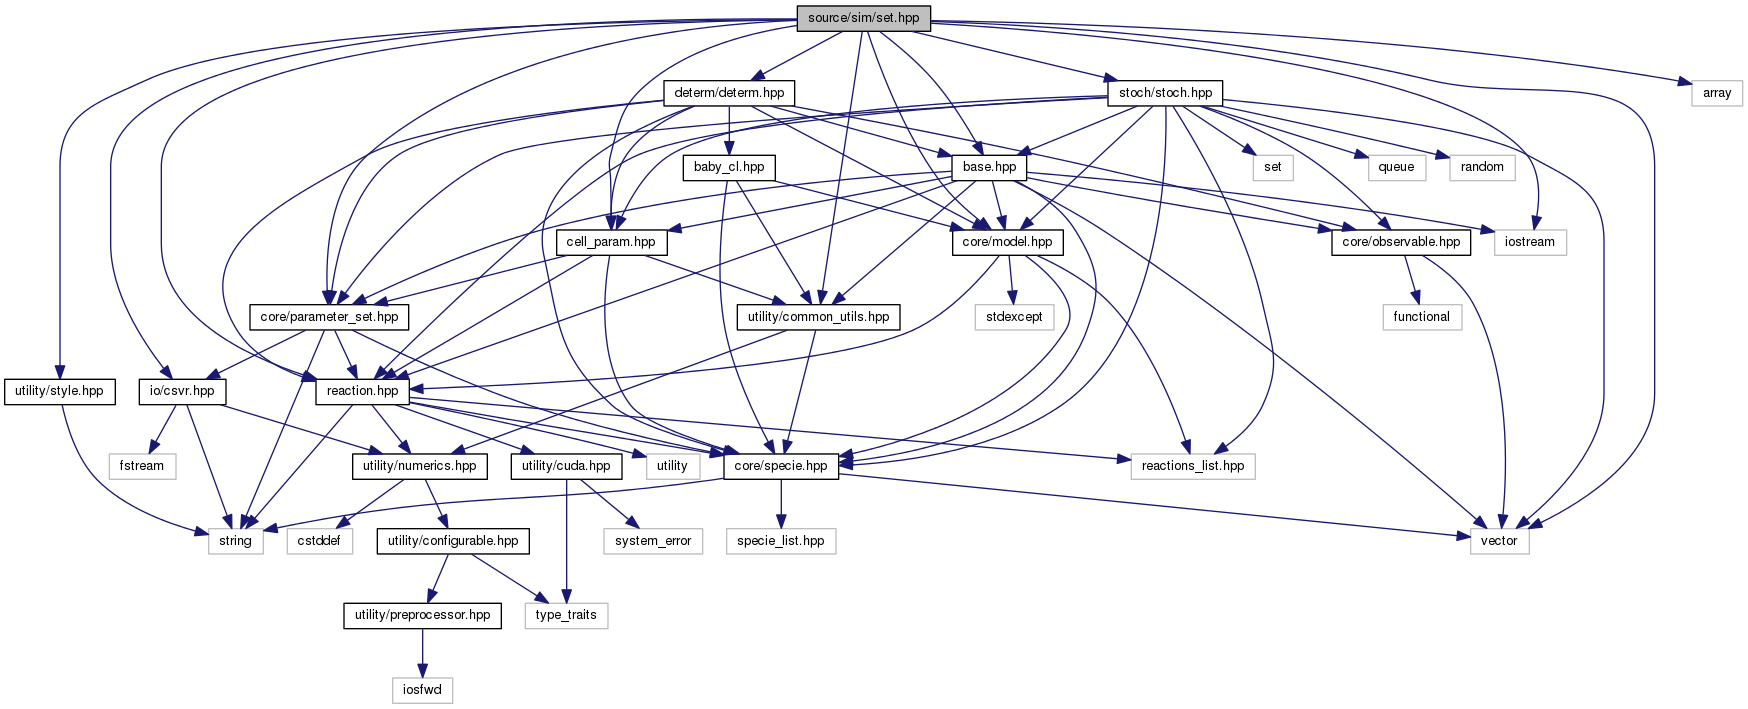 source/sim/set.hpp
determ/determ.hpp
stoch/stoch.hpp
array
baby_cl.hpp
base.hpp
set
queue
random
cell_param.hpp
core/model.hpp
core/observable.hpp
iostream
core/parameter_set.hpp
utility/common_utils.hpp
stdexcept
functional
utility/style.hpp
io/csvr.hpp
reaction.hpp
fstream
utility/numerics.hpp
utility/cuda.hpp
utility
core/specie.hpp
reactions_list.hpp
string
cstddef
utility/configurable.hpp
system_error
specie_list.hpp
vector
utility/preprocessor.hpp
type_traits
iosfwd